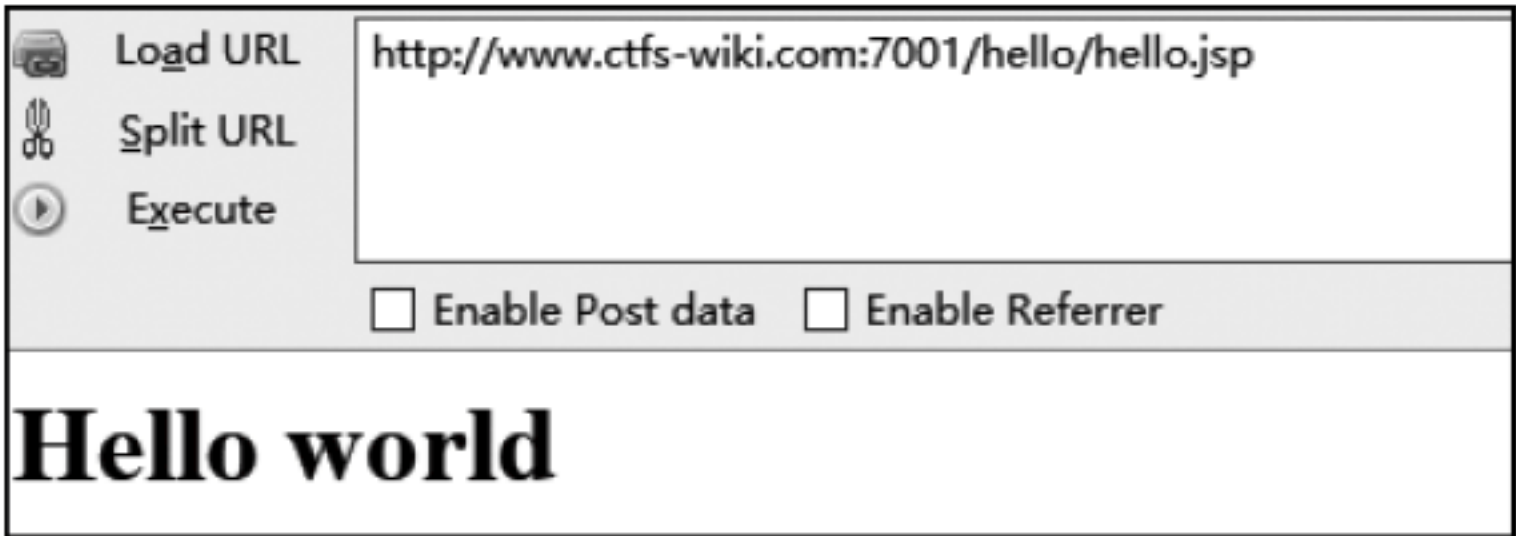 Load URL
http://www.ctfs-wiki.com:7001/hello/hello.jsp
Split URL
Execute
Enable Post data
Enable Referrer
Hello world